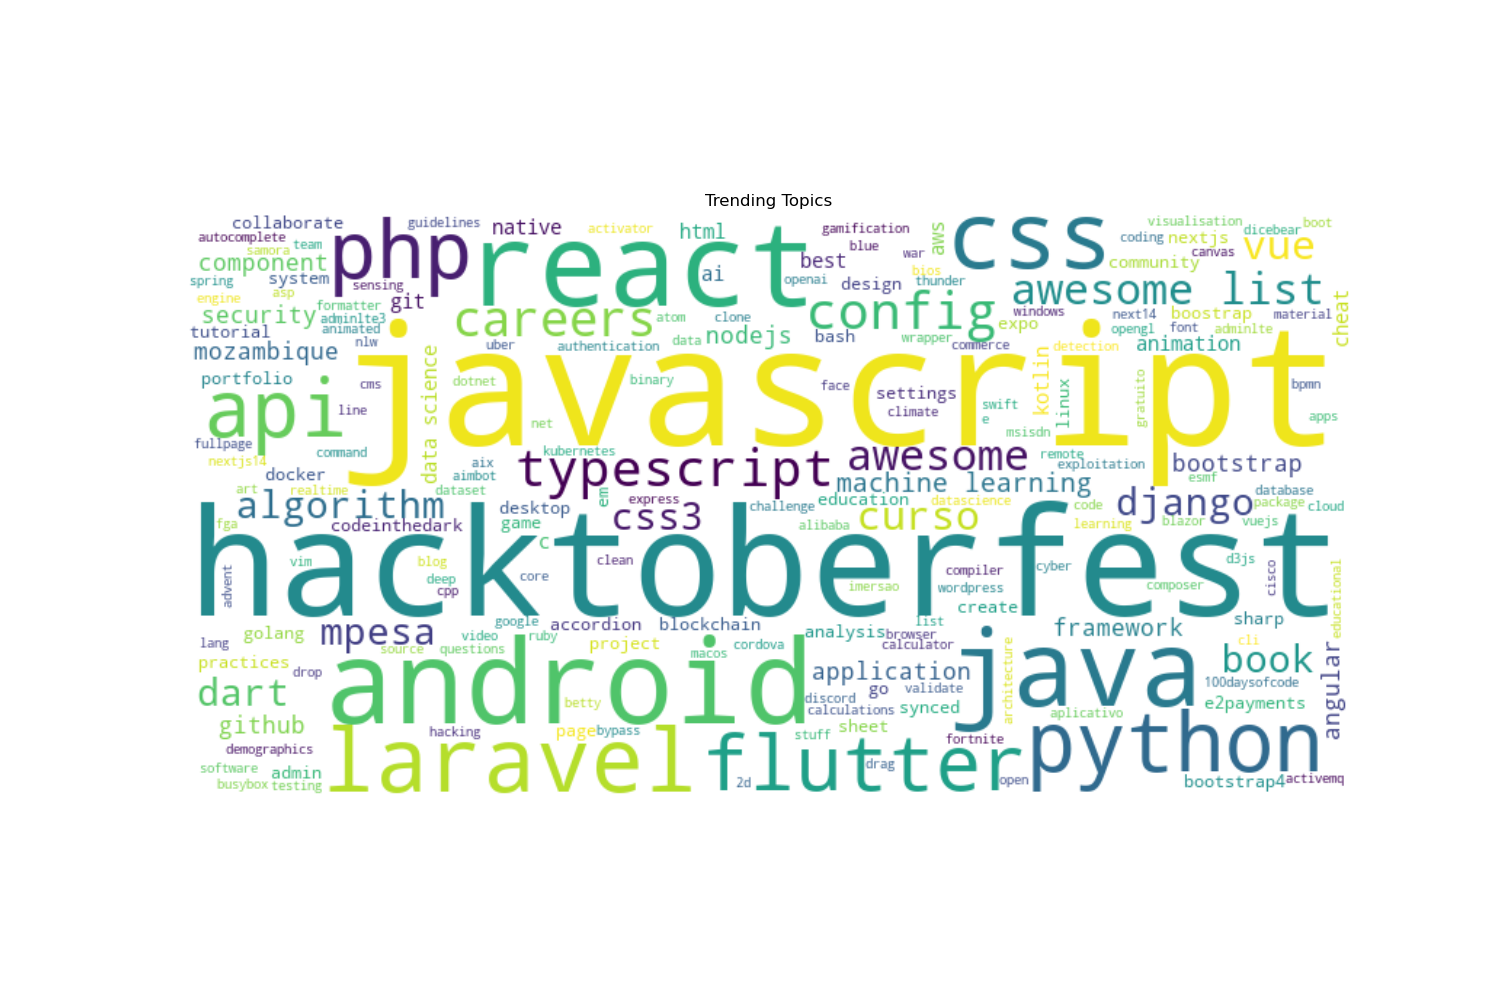 Trending Topics
collaborate
guidelines
native
activator
html
gamification
aws
css
visualisation
dicebear
boot
autocomplete
samora
team
php
react
blue
war
coding
nextjs
vue
component
ai
best
bios
community
canvas
spring
system
sensing
openai
design
thunder
awesome list
engine
asp
git
formatter
careers
config
windows
next14
boostrap
material
cheat
security
adminlte3
atom
clone
expo
opengl
font
adminlte
tutorial
animated
nlw
uber
authentication
data
nodejs
bash
wrapper
commerce
detection
animation
mozambique
javascript
portfolio
cms
data science
dotnet
binary
face
settings
kotlin
linux
gratuito
bpmn
api
line
net
climate
swift
e
msisdn
apps
fullpage
command
kubernetes
awesome
remote
nextjs14
docker
aix
aimbot
typescript
machine learning
exploitation
bootstrap
esmf
art
realtime
dataset
em
express
education
datascience
code
django
database
package
cloud
algorithm
desktop
css3
challenge
curso
fga
codeinthedark
game
alibaba
learning
blazor
vuejs
c
hacktoberfest
advent
vim
blog
clean
compiler
cyber
d3js
cisco
educational
deep
core
cpp
imersao
wordpress
composer
create
google
accordion
blockchain
list
sharp
lang
golang
mpesa
video
ruby
analysis
browser
framework
cli
source
questions
project
macos
cordova
calculator
java
book
angular
practices
drop
android
application
architecture
dart
go
validate
100daysofcode
betty
discord
calculations
synced
aplicativo
e2payments
github
hacking
page
bypass
stuff
sheet
fortnite
python
demographics
laravel
flutter
software
admin
drag
busybox
testing
2d
open
bootstrap4
activemq